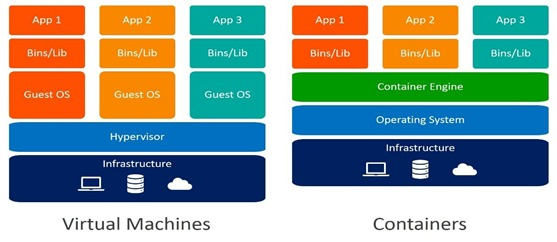 App 1 App 2 App 3
Bins/Lib Bins/Lib Bins/Lib
Guest OS Guest OS Guest OS
Hypervisor
Infrastructure
Virtual Machines
App 1 App 2 App 3
Bins/Lib Bins/Lib Bins/Lib
Container Engine
Operating System
Infrastructure
Containers